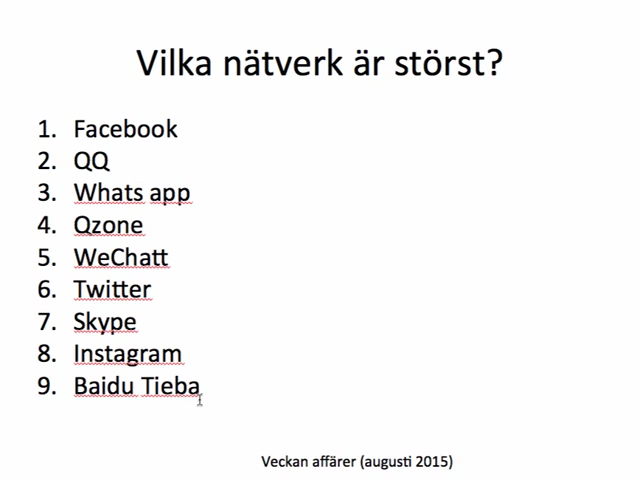 Vilka nätverk är störst?
1. Facebook
2. QQ
3. Whats app
4. Qzone
5. WeChatt
6. Twitter
7. Skype
8. Instagram
9. Baidu Tieba
Veckan affärer (augusti 2015)